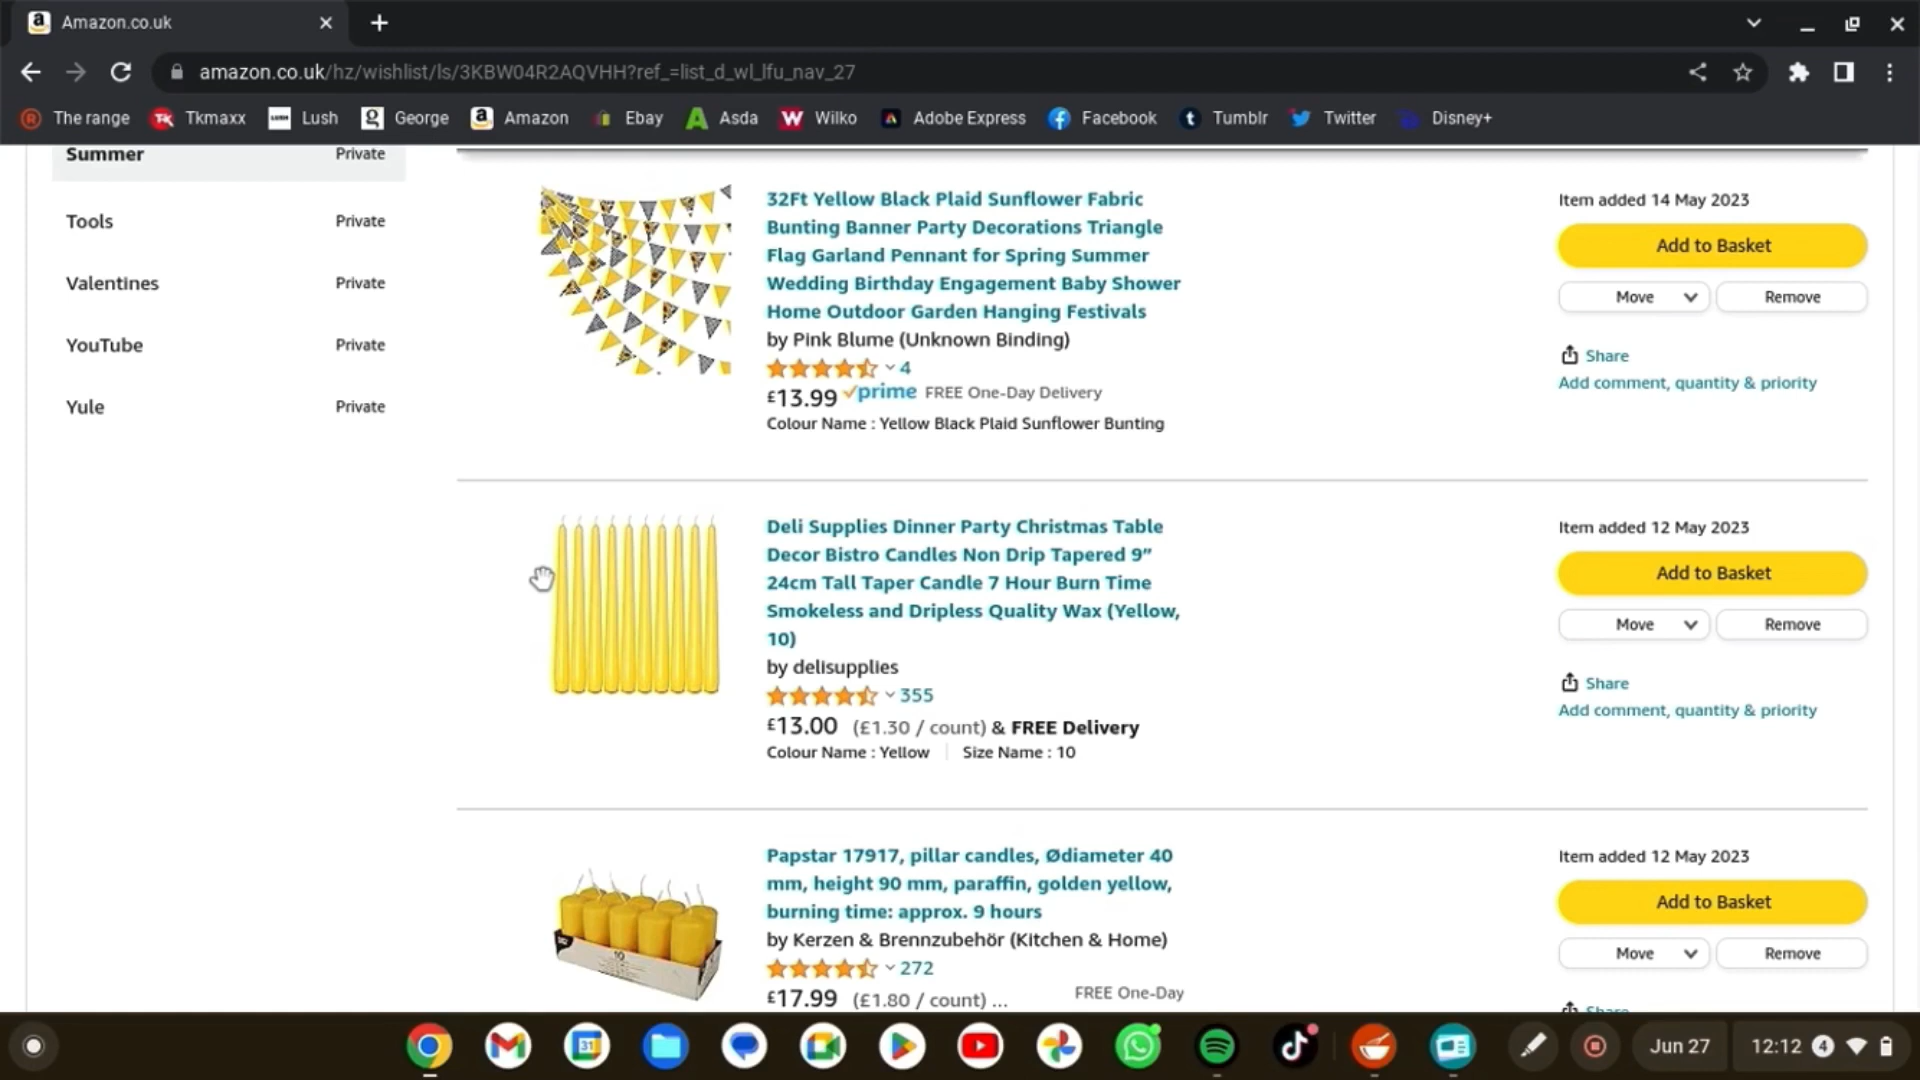 Amazon.co.uk
amazon.co.uk/hz/wishlist/ls/3KBW04R2AQVHH?ref_=list_d_wl_lfu_nav_27
The range Tkmaxx Lush George Amazon Ebay Asda Wilko Adobe Express Facebook Tumblr Twitter Disney+
Summer Private
Tools Private
Valentines Private
YouTube Private
Yule Private
32Ft Yellow Black Plaid Sunflower Fabric
Bunting Banner Party Decorations Triangle
Flag Garland Pennant for Spring Summer
Wedding Birthday Engagement Baby Shower
Home Outdoor Garden Hanging Festivals
by Pink Blume (Unknown Binding)
4
£13.99 prime FREE One-Day Delivery
Colour Name : Yellow Black Plaid Sunflower Bunting
Item added 14 May 2023
Add to Basket
Move Remove
Share
Add comment, quantity & priority
Deli Supplies Dinner Party Christmas Table
Decor Bistro Candles Non Drip Tapered 9”
24cm Tall Taper Candle 7 Hour Burn Time
Smokeless and Dripless Quality Wax (Yellow,
10)
by delisupplies
355
£13.00 (£1.30 / count) & FREE Delivery
Colour Name : Yellow Size Name : 10
Item added 12 May 2023
Add to Basket
Move Remove
Share
Add comment, quantity & priority
Papstar 17917, pillar candles, Ødiameter 40
mm, height 90 mm, paraffin, golden yellow,
burning time: approx. 9 hours
by Kerzen & Brennzubehör (Kitchen & Home)
272
£17.99 (£1.80 / count) ... FREE One-Day
Item added 12 May 2023
Add to Basket
Move Remove
Share
10
31
Jun 27 12:12 4